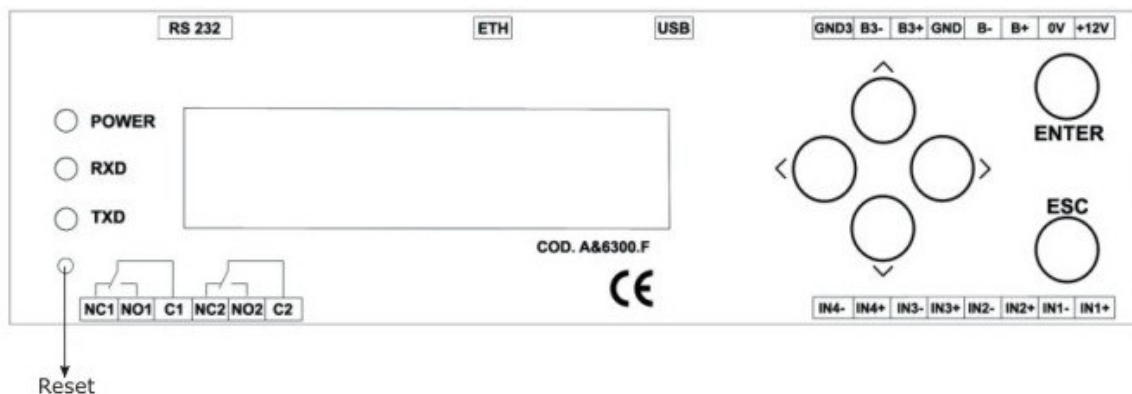 RS 232 ETH USB GND3 B3- B3+ GND B- B+ 0V +12V
POWER
ENTER
RXD
TXD
ESC
COD. A&6300.F
CE
NC1 NO1 C1 NC2 NO2 C2 IN4- IN4+ IN3- IN3+ IN2- IN2+ IN1- IN1+
Reset